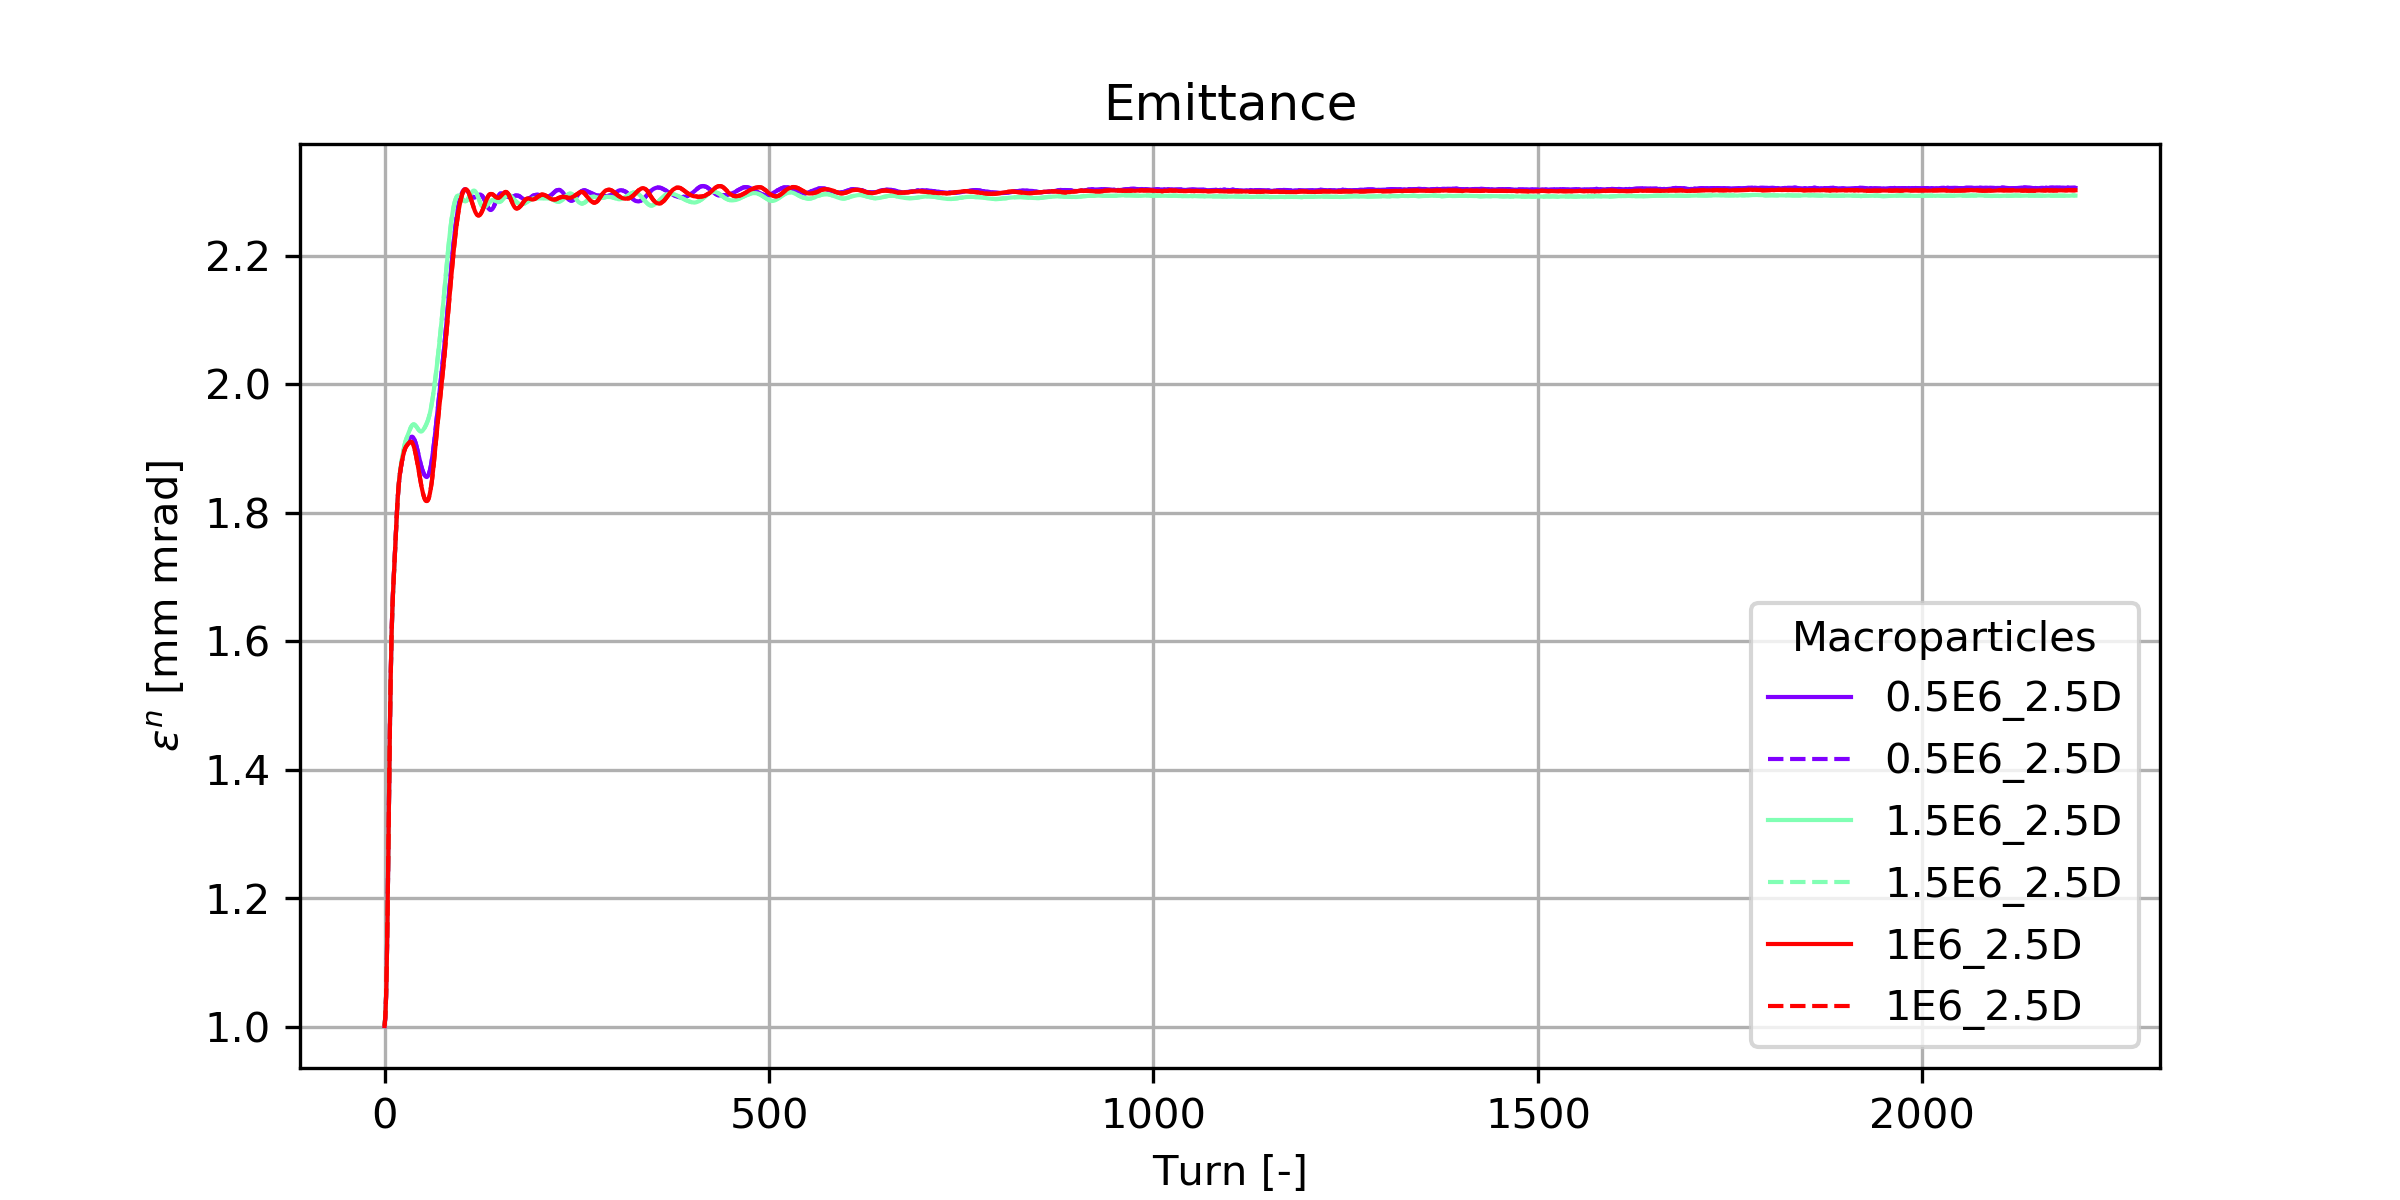 Emittance
εⁿ [mm mrad]
2.2
2.0
1.8
1.6
1.4
1.2
1.0
0
500
1000
1500
2000
Turn [-]
Macroparticles
0.5E6_2.5D
0.5E6_2.5D
1.5E6_2.5D
1.5E6_2.5D
1E6_2.5D
1E6_2.5D